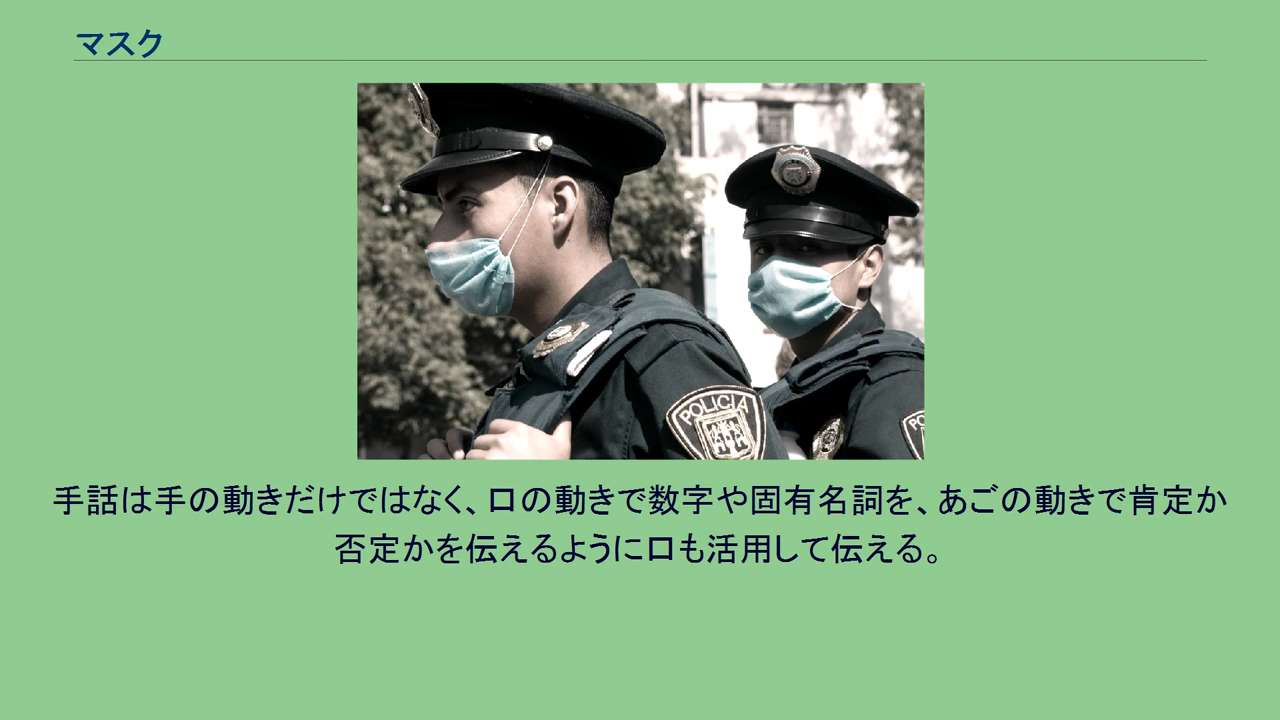 マスク
POLICIA
手話は手の動きだけではなく、口の動きで数字や固有名詞を、あごの動きで肯定か
否定かを伝えるように口も活用して伝える。